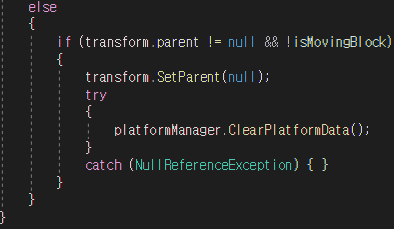 else
{
if (transform.parent != null && !isMovingBlock)
{
transform.SetParent(null);
try
{
platformManager.ClearPlatformData();
}
catch (NullReferenceException) { }
}
}
}